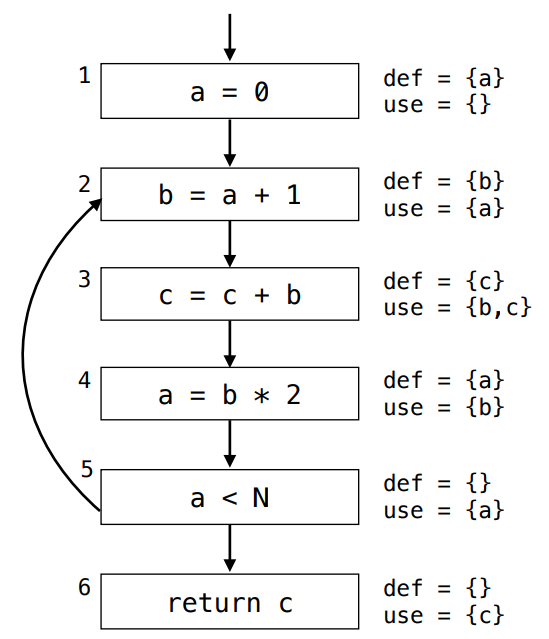 1
a = 0
def = {a}
use = {}
2
b = a + 1
def = {b}
use = {a}
3
c = c + b
def = {c}
use = {b,c}
4
a = b * 2
def = {a}
use = {b}
5
a < N
def = {}
use = {a}
6
return c
def = {}
use = {c}